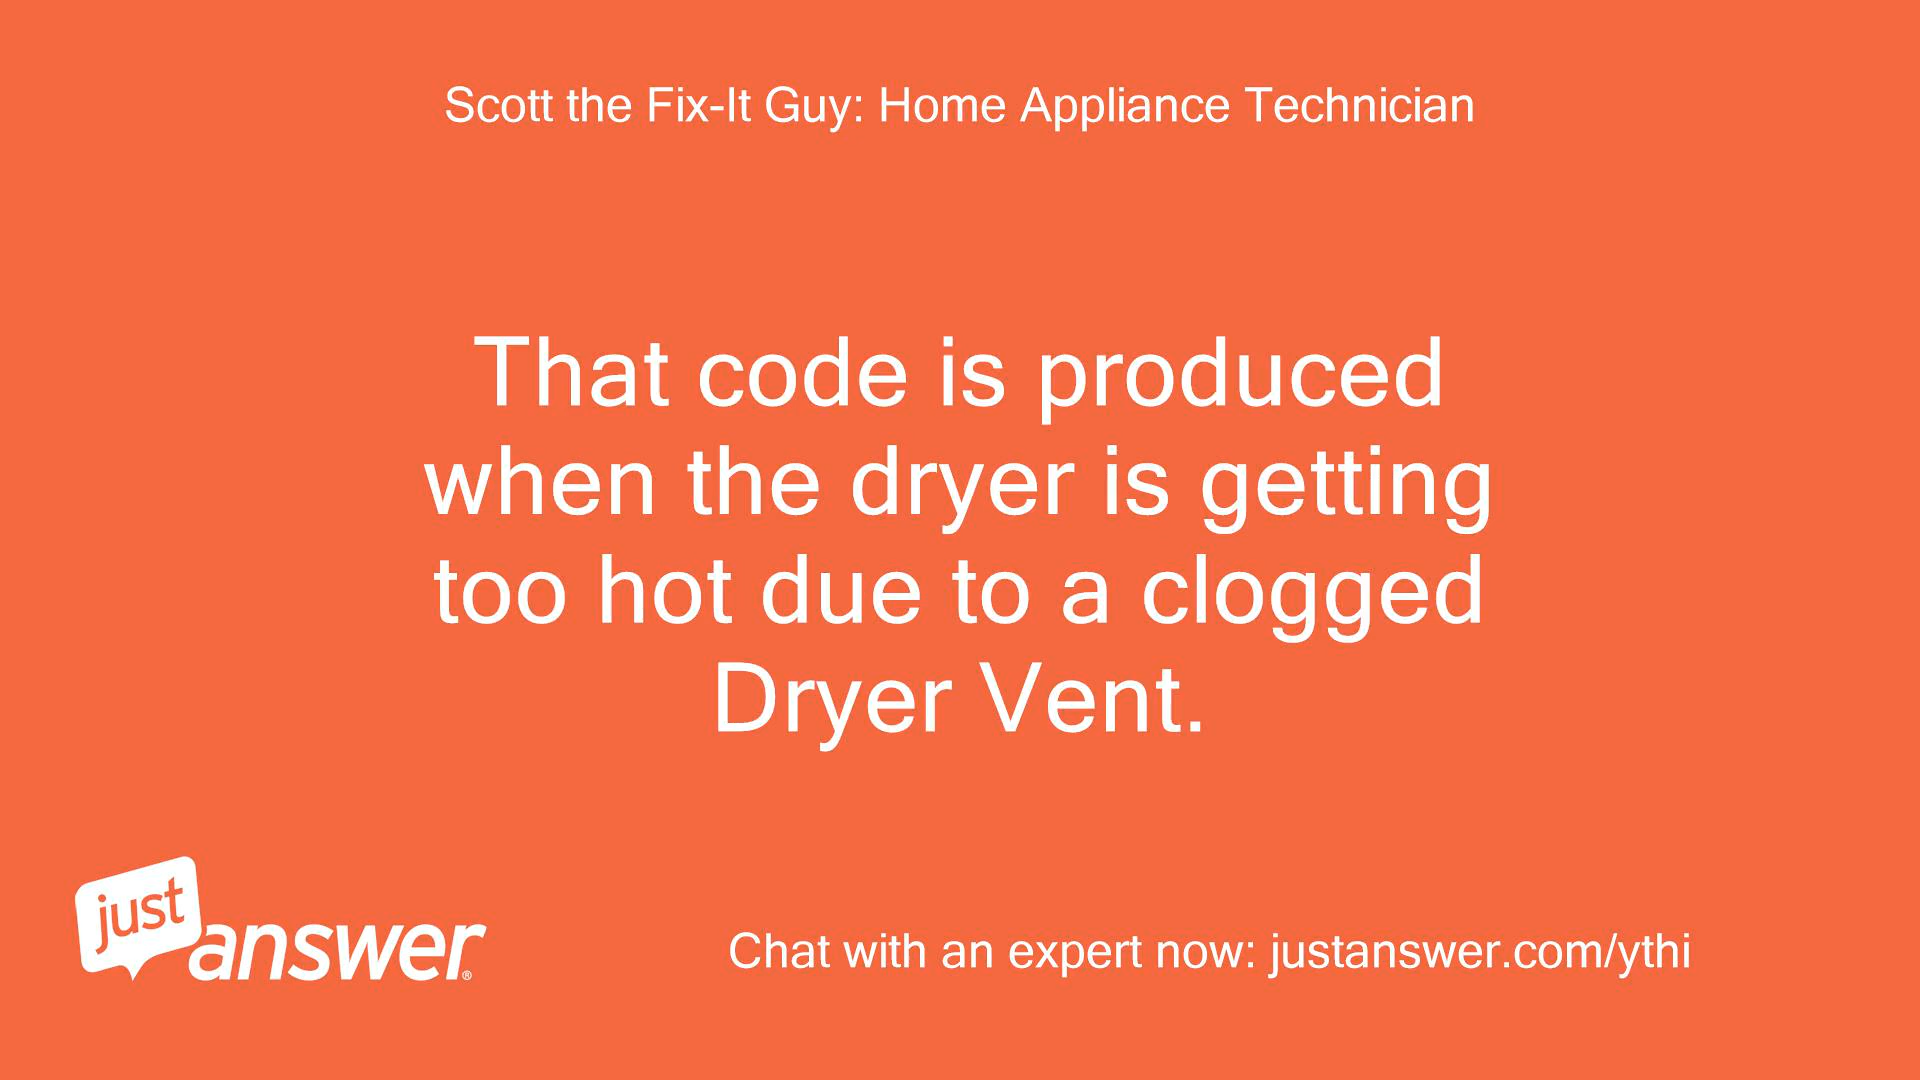 Scott the Fix-It Guy: Home Appliance Technician
That code is produced
when the dryer is getting
too hot due to a clogged
Dryer Vent.
just
answer®
Chat with an expert now: justanswer.com/ythi